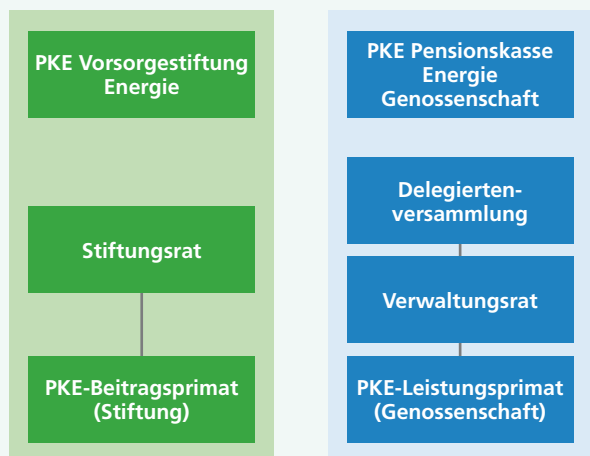 PKE Vorsorgestiftung
Energie
Stiftungsrat
PKE-Beitragsprimat
(Stiftung)
PKE Pensionskasse
Energie
Genossenschaft
Delegierten-
versammlung
Verwaltungsrat
PKE-Leistungsprimat
(Genossenschaft)